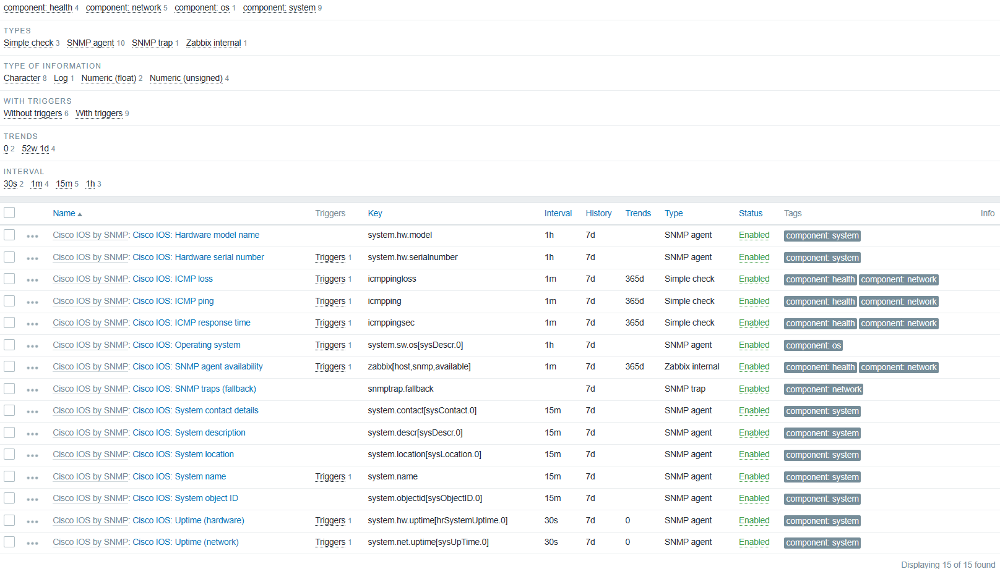 component: health 4 component: network 5 component: os 1 component: system 9
TYPES
Simple check 3 SNMP agent 10 SNMP trap 1 Zabbix internal 1
TYPE OF INFORMATION
Character 8 Log 1 Numeric (float) 2 Numeric (unsigned) 4
WITH TRIGGERS
Without triggers 6 With triggers 9
TRENDS
0 2 52w 1d 4
INTERVAL
30s 2 1m 4 15m 5 1h 3
Name Triggers Key Interval History Trends Type Status Tags Info
Cisco IOS by SNMP: Cisco IOS: Hardware model name system.hw.model 1h 7d SNMP agent Enabled component: system
Cisco IOS by SNMP: Cisco IOS: Hardware serial number Triggers 1 system.hw.serialnumber 1h 7d SNMP agent Enabled component: system
Cisco IOS by SNMP: Cisco IOS: ICMP loss Triggers 1 icmppingloss 1m 7d 365d Simple check Enabled component: health component: network
Cisco IOS by SNMP: Cisco IOS: ICMP ping Triggers 1 icmpping 1m 7d 365d Simple check Enabled component: health component: network
Cisco IOS by SNMP: Cisco IOS: ICMP response time Triggers 1 icmppingsec 1m 7d 365d Simple check Enabled component: health component: network
Cisco IOS by SNMP: Cisco IOS: Operating system Triggers 1 system.sw.os[sysDescr.0] 1h 7d SNMP agent Enabled component: os
Cisco IOS by SNMP: Cisco IOS: SNMP agent availability Triggers 1 zabbix[host,snmp,available] 1m 7d 365d Zabbix internal Enabled component: health component: network
Cisco IOS by SNMP: Cisco IOS: SNMP traps (fallback) snmptrap.fallback 7d SNMP trap Enabled component: network
Cisco IOS by SNMP: Cisco IOS: System contact details system.contact[sysContact.0] 15m 7d SNMP agent Enabled component: system
Cisco IOS by SNMP: Cisco IOS: System description system.descr[sysDescr.0] 15m 7d SNMP agent Enabled component: system
Cisco IOS by SNMP: Cisco IOS: System location system.location[sysLocation.0] 15m 7d SNMP agent Enabled component: system
Cisco IOS by SNMP: Cisco IOS: System name Triggers 1 system.name 15m 7d SNMP agent Enabled component: system
Cisco IOS by SNMP: Cisco IOS: System object ID system.objectid[sysObjectID.0] 15m 7d SNMP agent Enabled component: system
Cisco IOS by SNMP: Cisco IOS: Uptime (hardware) Triggers 1 system.hw.uptime[hrSystemUptime.0] 30s 7d 0 SNMP agent Enabled component: system
Cisco IOS by SNMP: Cisco IOS: Uptime (network) Triggers 1 system.net.uptime[sysUpTime.0] 30s 7d 0 SNMP agent Enabled component: system
Displaying 15 of 15 found